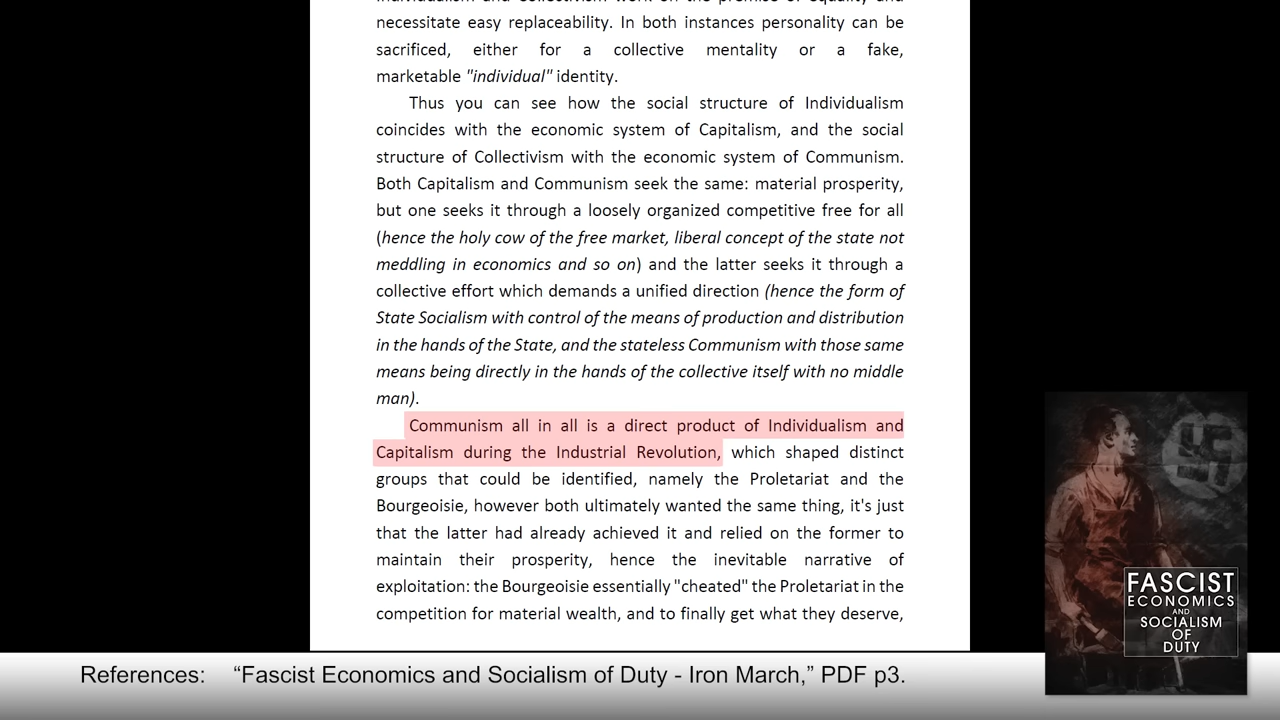 necessitate easy replaceability. In both instances personality can be
sacrificed, either for a collective mentality or a fake,
marketable "individual" identity.
Thus you can see how the social structure of Individualism
coincides with the economic system of Capitalism, and the social
structure of Collectivism with the economic system of Communism.
Both Capitalism and Communism seek the same: material prosperity,
but one seeks it through a loosely organized competitive free for all
(hence the holy cow of the free market, liberal concept of the state not
meddling in economics and so on) and the latter seeks it through a
collective effort which demands a unified direction (hence the form of
State Socialism with control of the means of production and distribution
in the hands of the State, and the stateless Communism with those same
means being directly in the hands of the collective itself with no middle
man).
Communism all in all is a direct product of Individualism and
Capitalism during the Industrial Revolution, which shaped distinct
groups that could be identified, namely the Proletariat and the
Bourgeoisie, however both ultimately wanted the same thing, it's just
that the latter had already achieved it and relied on the former to
maintain their prosperity, hence the inevitable narrative of
exploitation: the Bourgeoisie essentially "cheated" the Proletariat in the
competition for material wealth, and to finally get what they deserve,
FASCIST
ECONOMICS
AND
SOCIALISM
OF
DUTY
References: “Fascist Economics and Socialism of Duty - Iron March,” PDF p3.